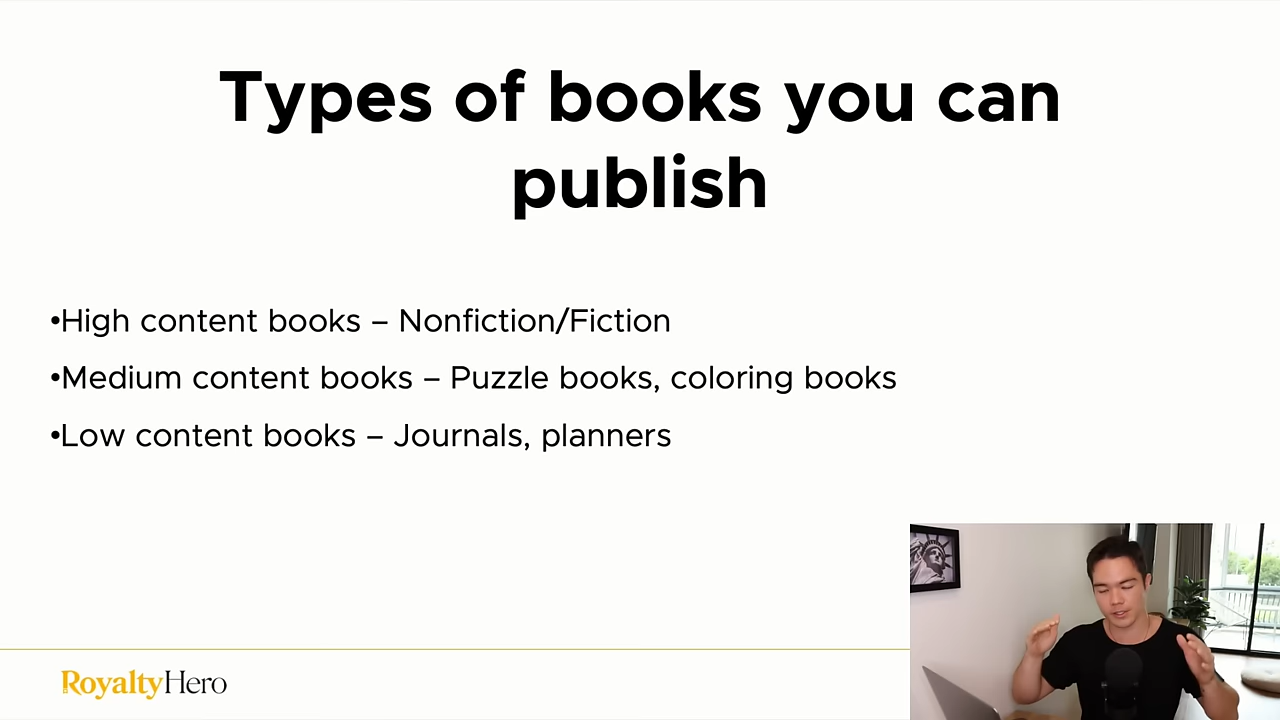 Types of books you can
publish
•High content books – Nonfiction/Fiction
•Medium content books – Puzzle books, coloring books
•Low content books – Journals, planners
RoyaltyHero